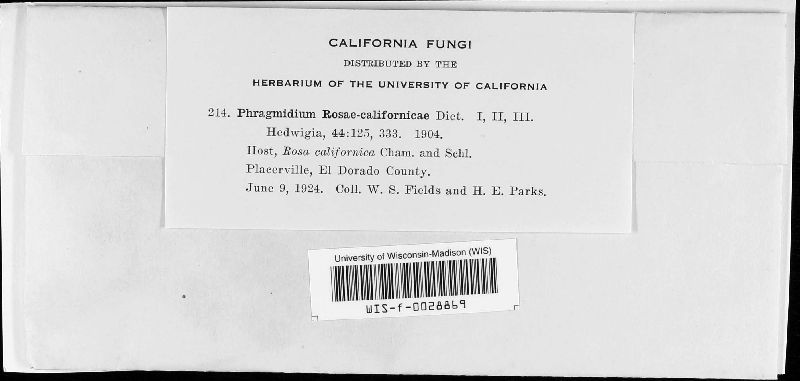 CALIFORNIA FUNGI
DISTRIBUTED BY THE
HERBARIUM OF THE UNIVERSITY OF CALIFORNIA
214. Phragmidium Rosae-californicae Diet. I, II, III.
Hedwigia, 44:125, 333. 1904.
Host, Rosa californica Cham. and Schl.
Placerville, El Dorado County.
June 9, 1924. Coll. W. S. Fields and H. E. Parks.
University of Wisconsin-Madison (WIS)
WIS-f-0028869